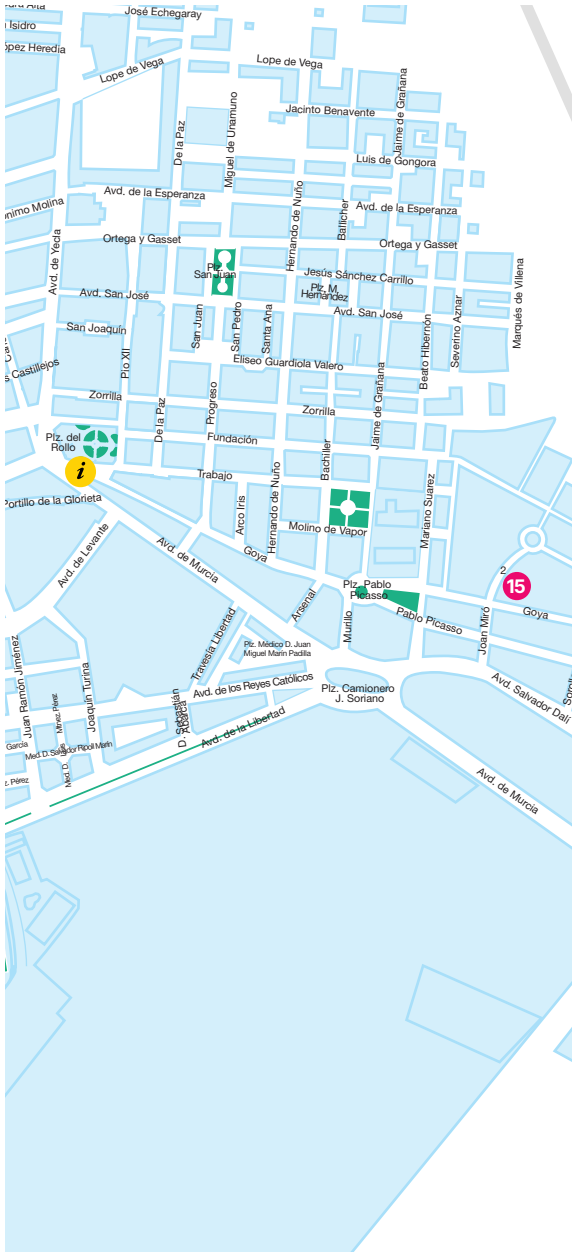 José Echegaray
Isidro
ópez Heredia
Lope de Vega
Lope de Vega
Jacinto Benavente
Jaime de Grañana
De la Paz
Miguel de Unamuno
Luis de Gongora
Avd. de la Esperanza
Hernando de Nuño
Ballicher
Avd. de la Esperanza
ónimo Molina
Ortega y Gasset
Ortega y Gasset
Avd. de Yecla
Plz.
San Juan
Jesús Sánchez Carrillo
Plz. M.
Hernández
Marqués de Villena
Avd. San José
Avd. San José
San Joaquín
San Juan
San Pedro
Santa Ana
Severino Aznar
Beato Hibernón
Pio XII
Eliseo Guardiola Valero
s Castillejos
Jaime de Grañana
Zorrilla
Zorrilla
De la Paz
Progreso
Plz. del
Rollo
Fundación
Bachiller
i
Trabajo
Portillo de la Glorieta
Arco Iris
Hernando de Nuño
Mariano Suarez
Molino de Vapor
Avd. de Levante
Avd. de Murcia
Goya
2
15
Plz. Pablo
Picasso
Arsenal
Goya
Pablo Picasso
Murillo
Joan Miró
Travesía Libertad
Plz. Médico D. Juan
Miguel Marín Padilla
Juan Ramón Jiménez
Joaquín Turina
Avd. de los Reyes Católicos
Plz. Camionero
J. Soriano
Avd. Salvador Dalí
D. Sebastián
Abarca
Avd. de la Libertad
García
Med. D. Salvador Ripoll Marín
z. Pérez
Avd. de Murcia